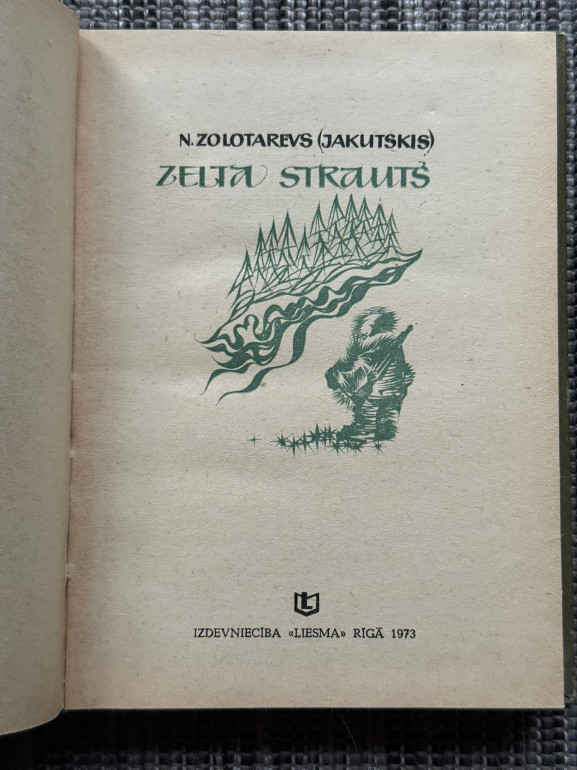 N. ZOLOTAREVS (JAKUTSKIS)
ZELTA STRAUTS
L
IZDEVNIECĪBA «LIESMA» RĪGĀ 1973